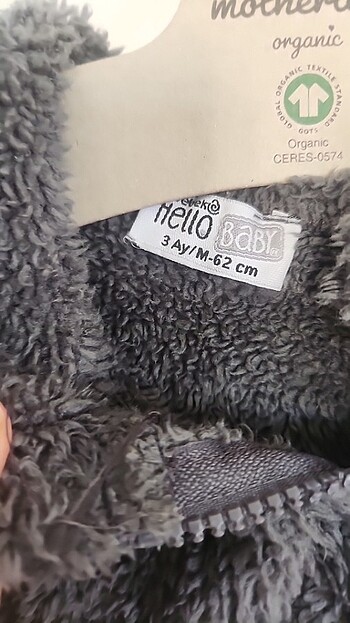 organic
GLOBAL ORGANIC TEXTILE STANDARD
GOTS
Organic
CERES-0574
Hello BaBY
3 Ay/M-62 cm